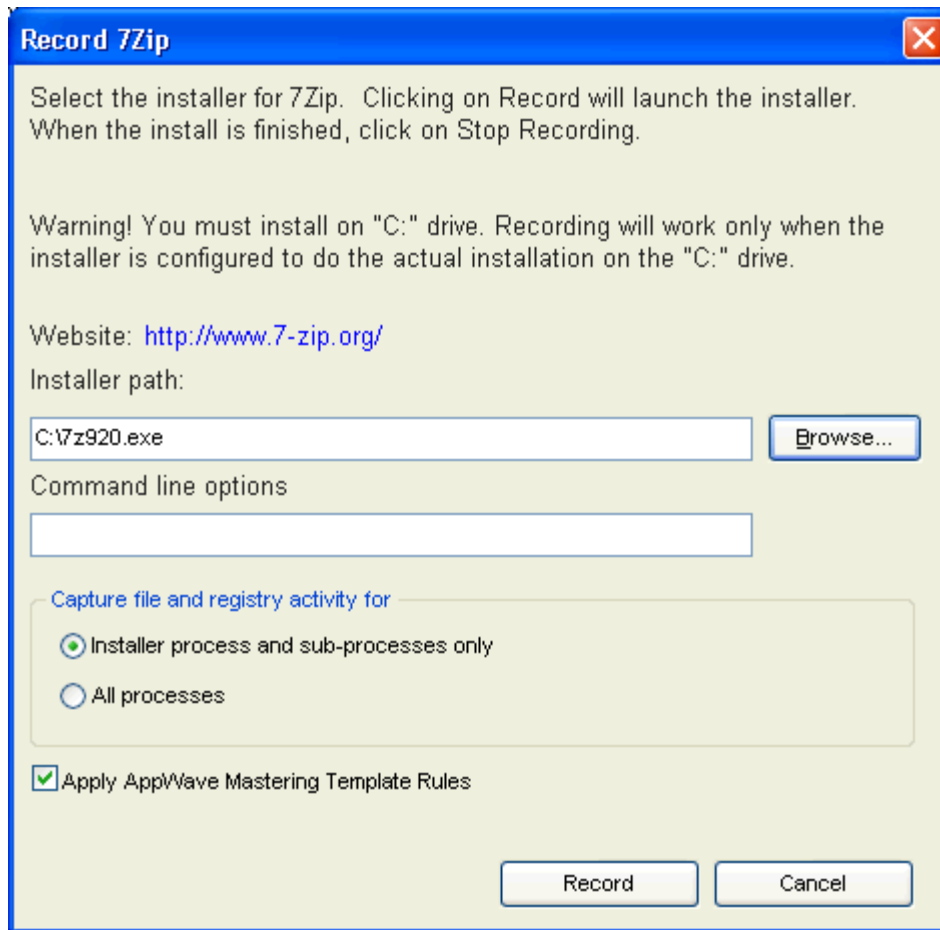 Record 7Zip
Select the installer for 7Zip.  Clicking on Record will launch the installer.
When the install is finished, click on Stop Recording.
Warning! You must install on "C:" drive. Recording will work only when the
installer is configured to do the actual installation on the "C:" drive.
Website: http://www.7-zip.org/
Installer path:
C:\7z920.exe
Browse...
Command line options
Capture file and registry activity for
Installer process and sub-processes only
All processes
Apply AppWave Mastering Template Rules
Record
Cancel